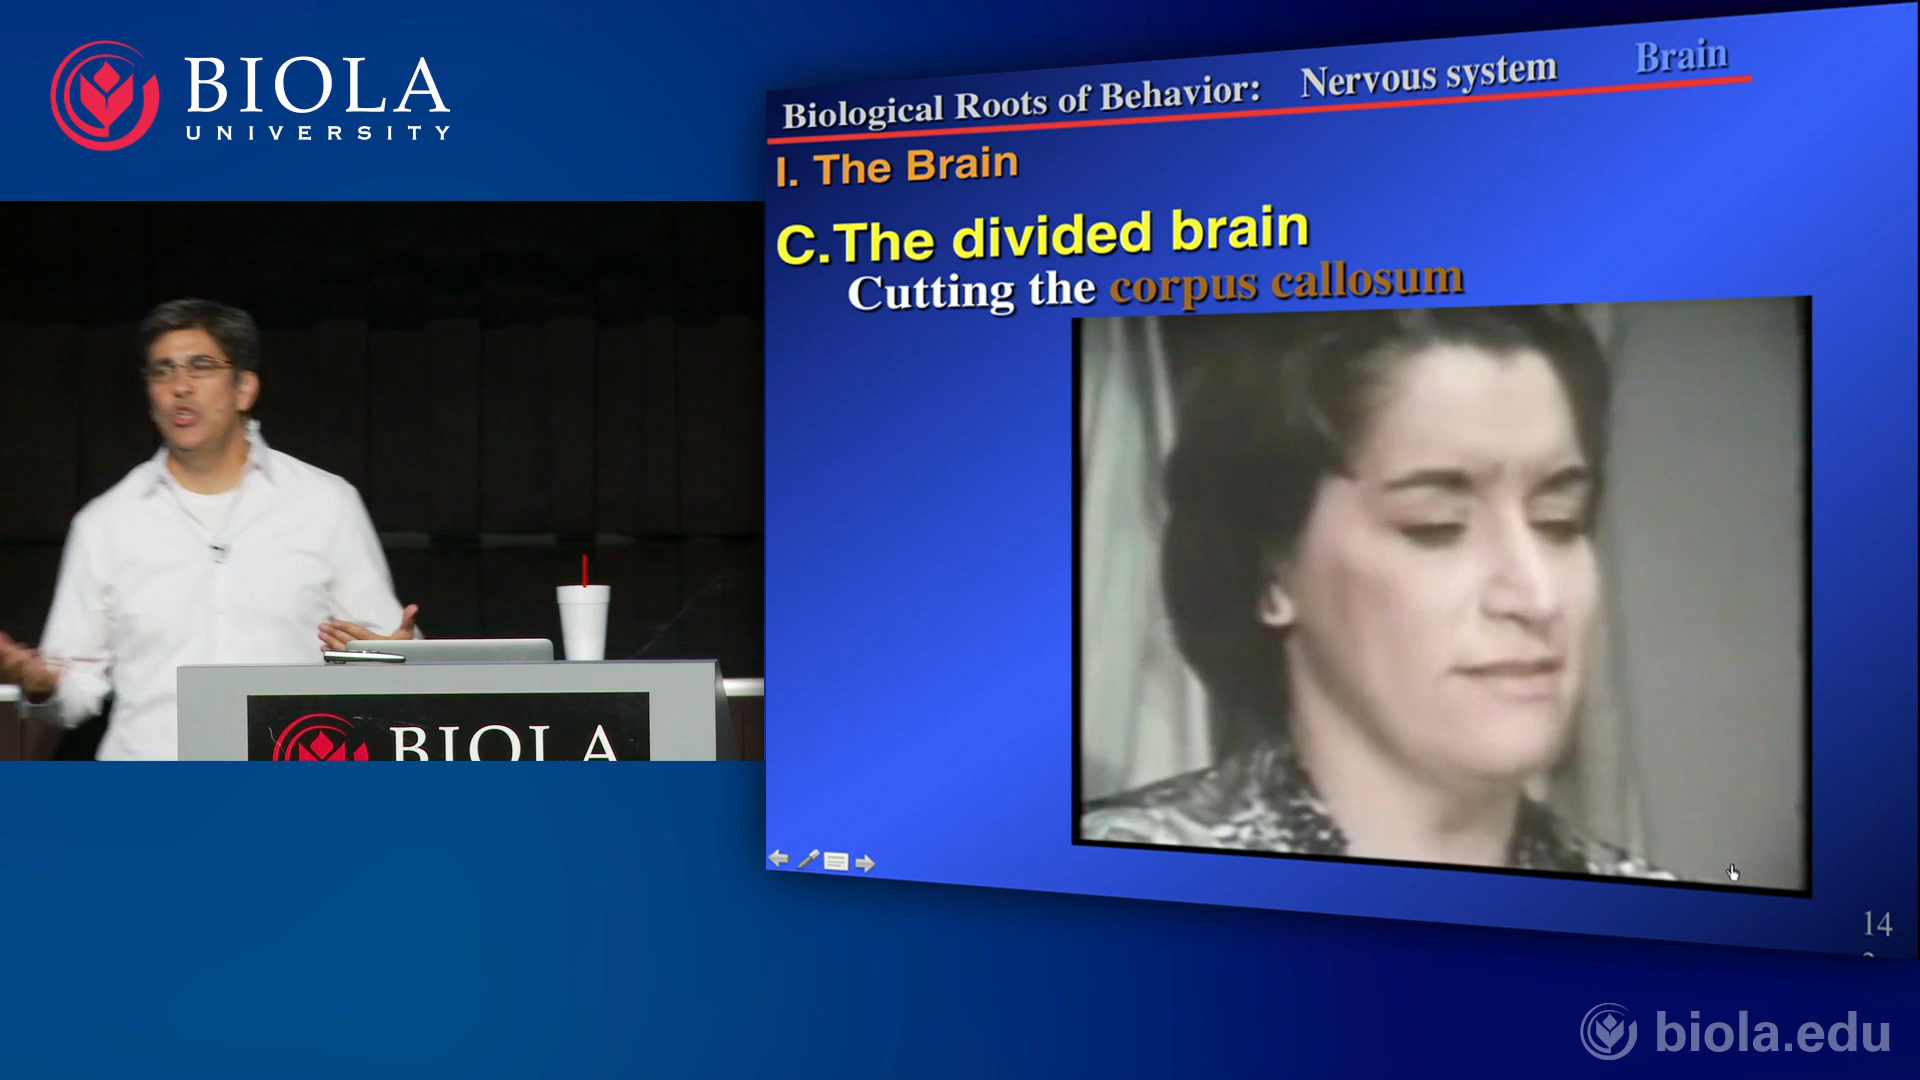 BIOLA
UNIVERSITY
Biological Roots of Behavior: Nervous system Brain
I. The Brain
C.The divided brain
Cutting the corpus callosum
BIOLA
14
biola.edu